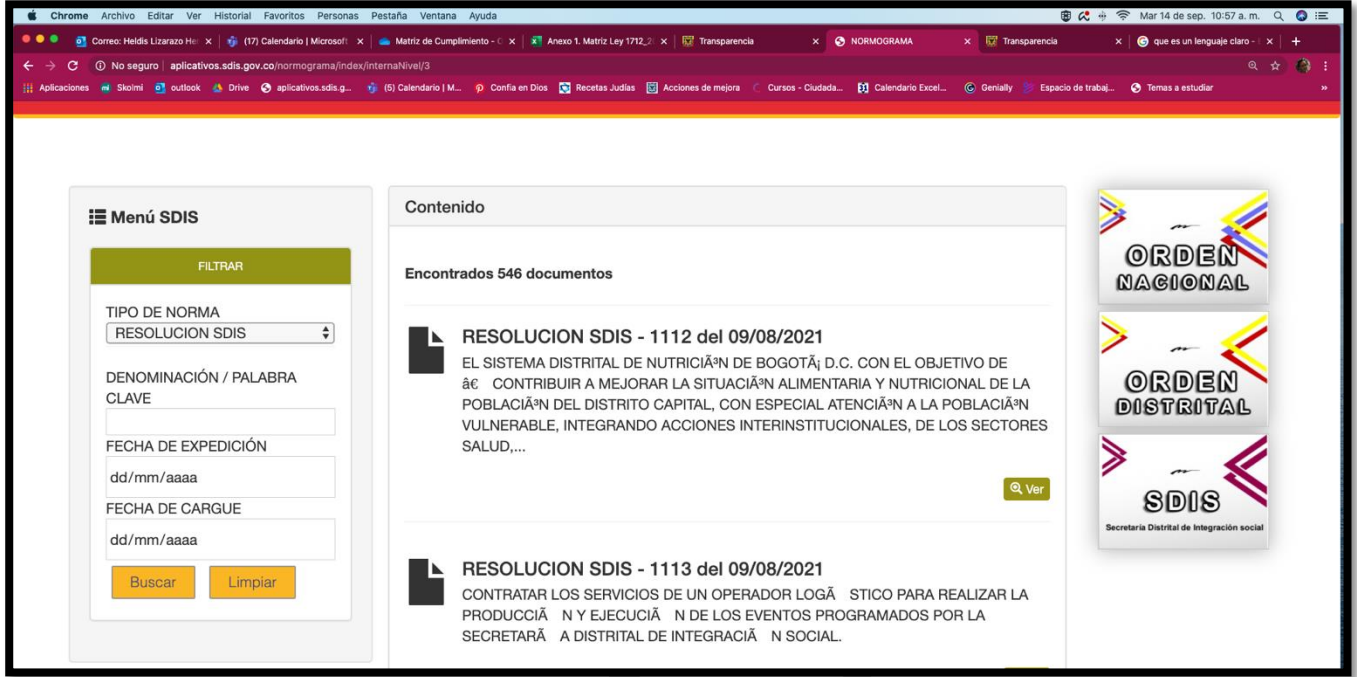 Chrome Archivo Editar Ver Historial Favoritos Personas Pestaña Ventana Ayuda
Mar 14 de sep. 10:57 a. m.
Correo: Heldis Lizarazo He
(17) Calendario | Microsoft
Matriz de Cumplimiento -
Anexo 1. Matriz Ley 1712_2
Transparencia
NORMOGRAMA
Transparencia
que es un lenguaje claro -
No seguro | aplicativos.sdis.gov.co/normograma/index/internaNivel/3
Aplicaciones Skolmi outlook Drive aplicativos.sdis.g... (5) Calendario | M... Confia en Dios Recetas Judías Acciones de mejora Cursos - Ciudada... Calendario Excel... Genially Espacio de trabaj... Temas a estudiar »
Menú SDIS
FILTRAR
TIPO DE NORMA
RESOLUCION SDIS
DENOMINACIÓN / PALABRA
CLAVE
FECHA DE EXPEDICIÓN
dd/mm/aaaa
FECHA DE CARGUE
dd/mm/aaaa
Buscar Limpiar
Contenido
Encontrados 546 documentos
RESOLUCION SDIS - 1112 del 09/08/2021
EL SISTEMA DISTRITAL DE NUTRICIÃ³N DE BOGOTÃ¡ D.C. CON EL OBJETIVO DE
â€ CONTRIBUIR A MEJORAR LA SITUACIÃ³N ALIMENTARIA Y NUTRICIONAL DE LA
POBLACIÃ³N DEL DISTRITO CAPITAL, CON ESPECIAL ATENCIÃ³N A LA POBLACIÃ³N
VULNERABLE, INTEGRANDO ACCIONES INTERINSTITUCIONALES, DE LOS SECTORES
SALUD,...
Ver
RESOLUCION SDIS - 1113 del 09/08/2021
CONTRATAR LOS SERVICIOS DE UN OPERADOR LOGÃ STICO PARA REALIZAR LA
PRODUCCIÃ N Y EJECUCIÃ N DE LOS EVENTOS PROGRAMADOS POR LA
SECRETARÃ A DISTRITAL DE INTEGRACIÃ N SOCIAL.
ORDEN
NACIONAL
ORDEN
DISTRITAL
SDIS
Secretaría Distrital de Integración social